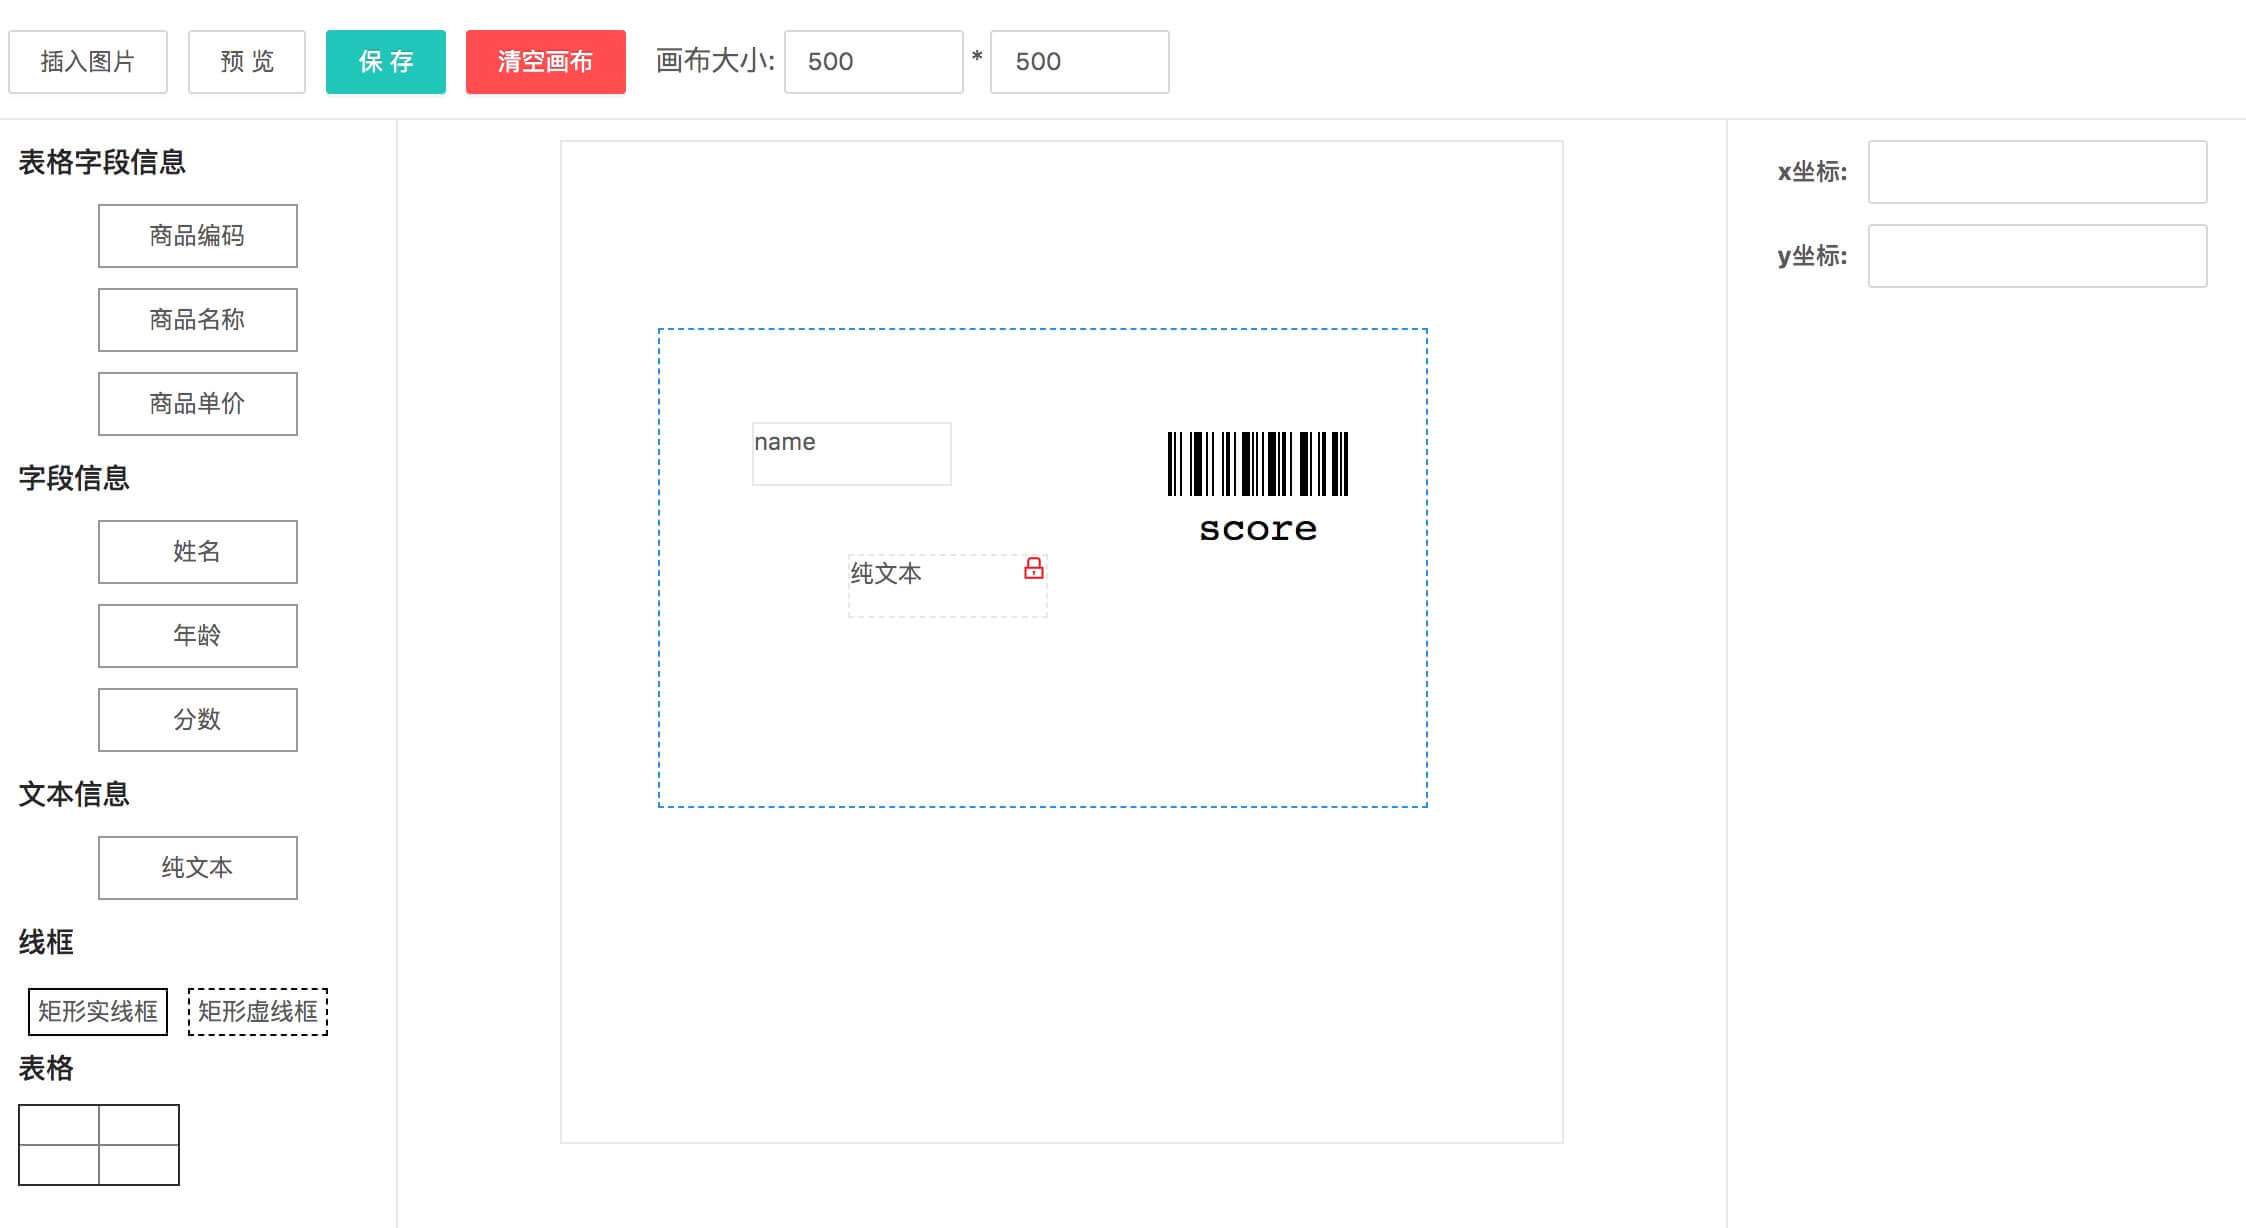 插入图片 预 览 保 存 清空画布 画布大小: 500 * 500
表格字段信息
商品编码
商品名称
商品单价
字段信息
姓名
年龄
分数
文本信息
纯文本
线框
矩形实线框 矩形虚线框
表格
name
score
纯文本
x坐标:
y坐标: